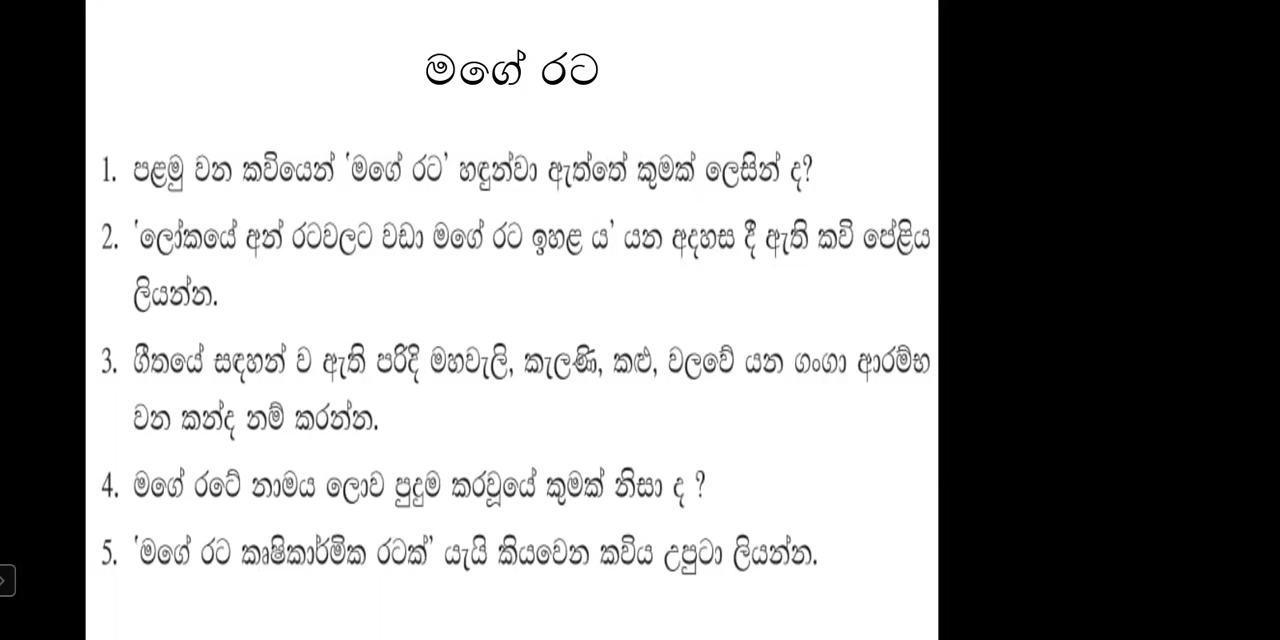 මගේ රට
1. පළමු වන කවියෙන් 'මගේ රට' හඳුන්වා ඇත්තේ කුමක් ලෙසින් ද?
2. 'ලෝකයේ අන් රටවලට වඩා මගේ රට ඉහළ ය' යන අදහස දී ඇති කවි පේළිය
ලියන්න.
3. ගීතයේ සඳහන් ව ඇති පරිදි මහවැලි, කැලණි, කළු, වලවේ යන ගංගා ආරම්භ
වන කන්ද නම් කරන්න.
4. මගේ රටේ නාමය ලොව පුදුම කරවූයේ කුමක් නිසා ද ?
5. 'මගේ රට කෘෂිකාර්මික රටක්' යැයි කියවෙන කවිය උපුටා ලියන්න.